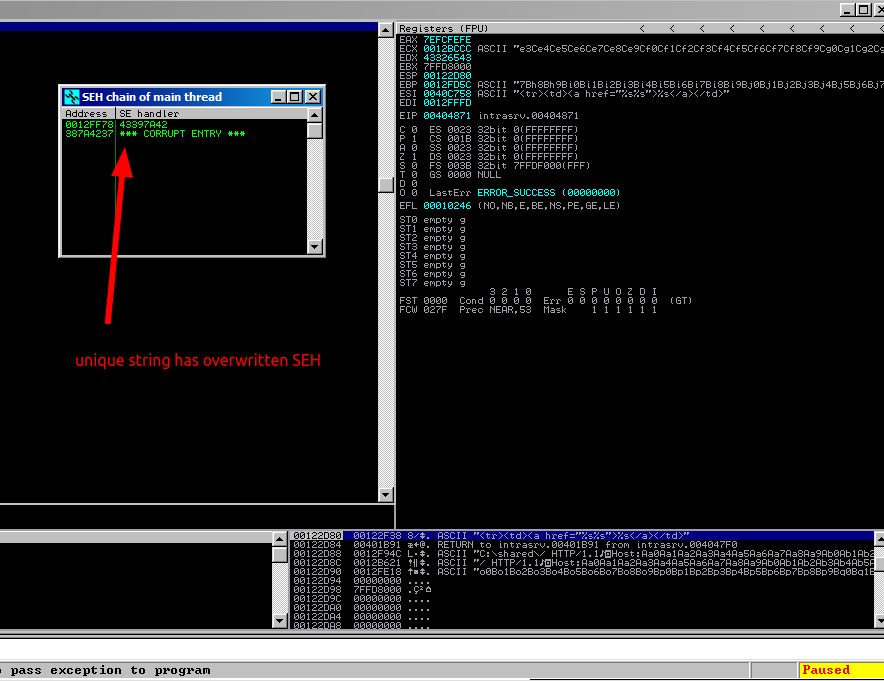 Registers (FPU) < < < < < < < < <
EAX 7EFCFEFE
ECX 0012BCCC ASCII "e3Ce4Ce5Ce6Ce7Ce8Ce9Cf0Cf1Cf2Cf3Cf4Cf5Cf6Cf7Cf8Cf9Cg0Cg1Cg2Cg
EDX 43326543
EBX 7FFD8000
ESP 00122D80
EBP 0012FD5C ASCII "7Bh8Bh9Bi0Bi1Bi2Bi3Bi4Bi5Bi6Bi7Bi8Bi9Bj0Bj1Bj2Bj3Bj4Bj5Bj6Bj7
ESI 0040C758 ASCII "<tr><td><a href="%s%s">%s</a></td>"
EDI 0012FFFD
EIP 00404871 intrasrv.00404871
C 0 ES 0023 32bit 0(FFFFFFFF)
P 1 CS 001B 32bit 0(FFFFFFFF)
A 0 SS 0023 32bit 0(FFFFFFFF)
Z 1 DS 0023 32bit 0(FFFFFFFF)
S 0 FS 003B 32bit 7FFDF000(FFF)
T 0 GS 0000 NULL
D 0
O 0 LastErr ERROR_SUCCESS (00000000)
EFL 00010246 (NO,NB,E,BE,NS,PE,GE,LE)
ST0 empty g
ST1 empty g
ST2 empty g
ST3 empty g
ST4 empty g
ST5 empty g
ST6 empty g
ST7 empty g
3 2 1 0 E S P U O Z D I
FST 0000 Cond 0 0 0 0 Err 0 0 0 0 0 0 0 0 (GT)
FCW 027F Prec NEAR,53 Mask 1 1 1 1 1 1
SEH chain of main thread
Address SE handler
0012FF78 43397A42
387A4237 *** CORRUPT ENTRY ***
unique string has overwritten SEH
00122D80 00122F38 8/$. ASCII "<tr><td><a href="%s%s">%s</a></td>"
00122D84 00401B91 RETURN to intrasrv.00401B91 from intrasrv.004047F0
00122D88 0012F94C ASCII "C:\shared\/ HTTP/1.1♪◙Host:Aa0Aa1Aa2Aa3Aa4Aa5Aa6Aa7Aa8Aa9Ab0Ab1Ab2
00122D8C 0012B621 ASCII "/ HTTP/1.1♪◙Host:Aa0Aa1Aa2Aa3Aa4Aa5Aa6Aa7Aa8Aa9Ab0Ab1Ab2Ab3Ab4Ab5
00122D90 0012FE18 ASCII "o0Bo1Bo2Bo3Bo4Bo5Bo6Bo7Bo8Bo9Bp0Bp1Bp2Bp3Bp4Bp5Bp6Bp7Bp8Bp9Bq0Bq1B
00122D94 00000000 ....
00122D98 7FFD8000
00122D9C 00000000 ....
00122DA0 00000000 ....
00122DA4 00000000 ....
00122DA8 00000000 ....
pass exception to program
Paused